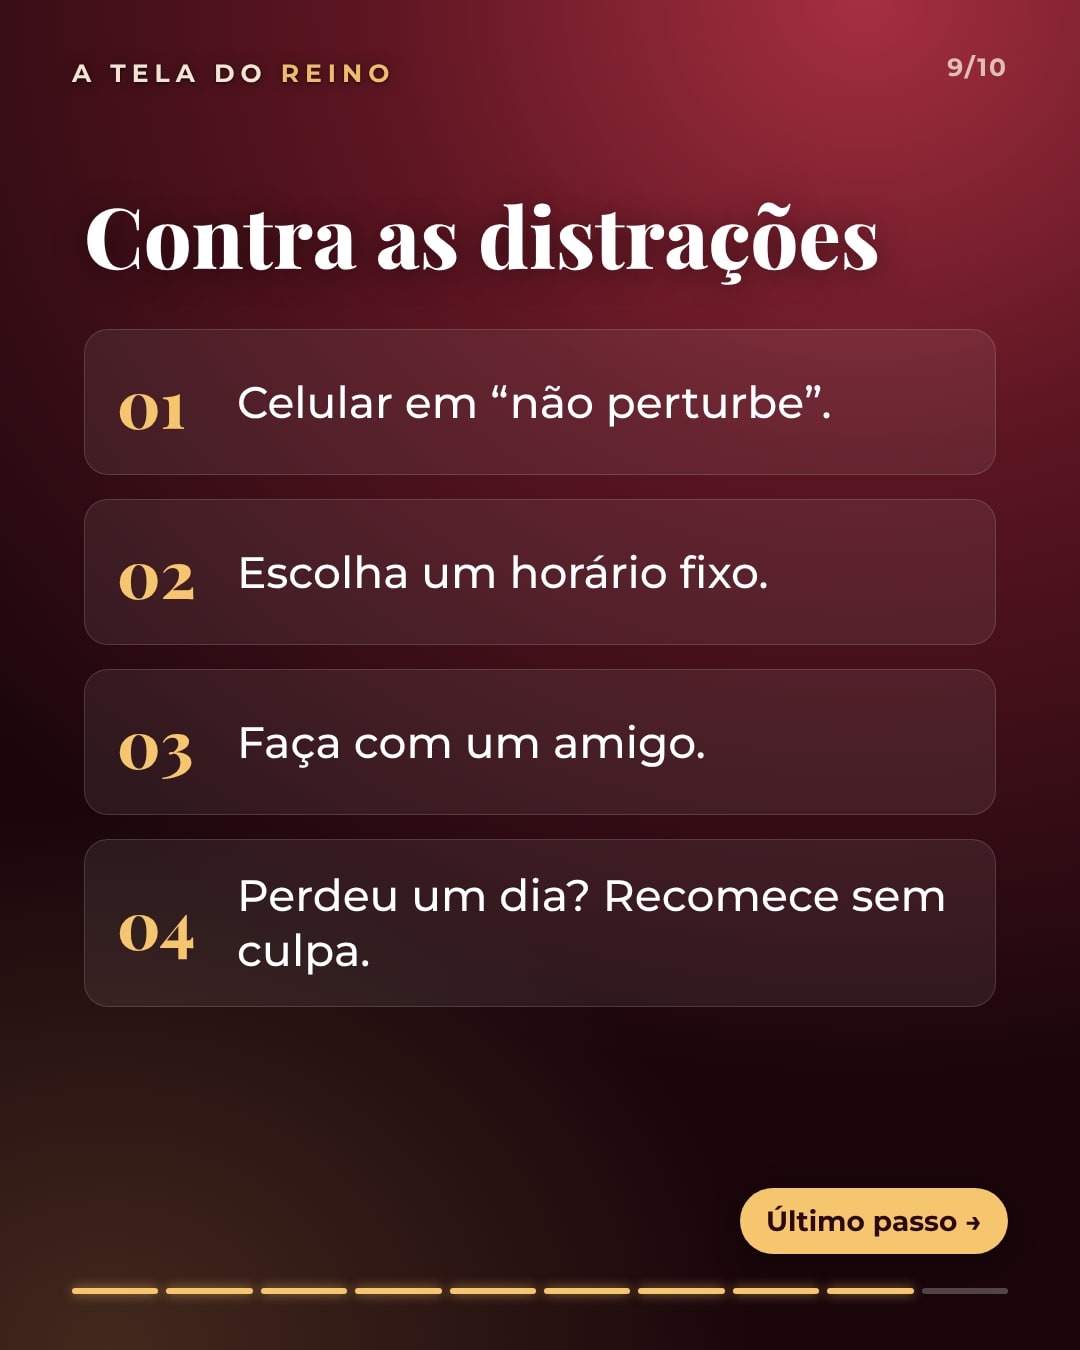 A TELA DO REINO
9/10
Contra as distrações
01 Celular em “não perturbe”.
02 Escolha um horário fixo.
03 Faça com um amigo.
04 Perdeu um dia? Recomece sem
culpa.
Último passo →